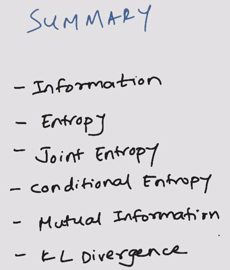 SUMMARY
- Information
- Entropy
- Joint Entropy
- Conditional Entropy
- Mutual Information
- KL Divergence